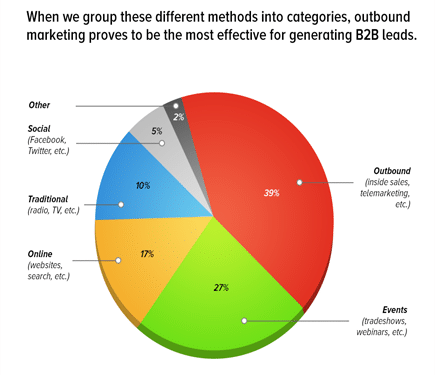 When we group these different methods into categories, outbound
marketing proves to be the most effective for generating B2B leads.
Other
2%
Social
(Facebook,
Twitter, etc.)
5%
Traditional
(radio, TV, etc.)
10%
Online
(websites,
search, etc.)
17%
Outbound
(inside sales,
telemarketing,
etc.)
39%
Events
(tradeshows,
webinars, etc.)
27%